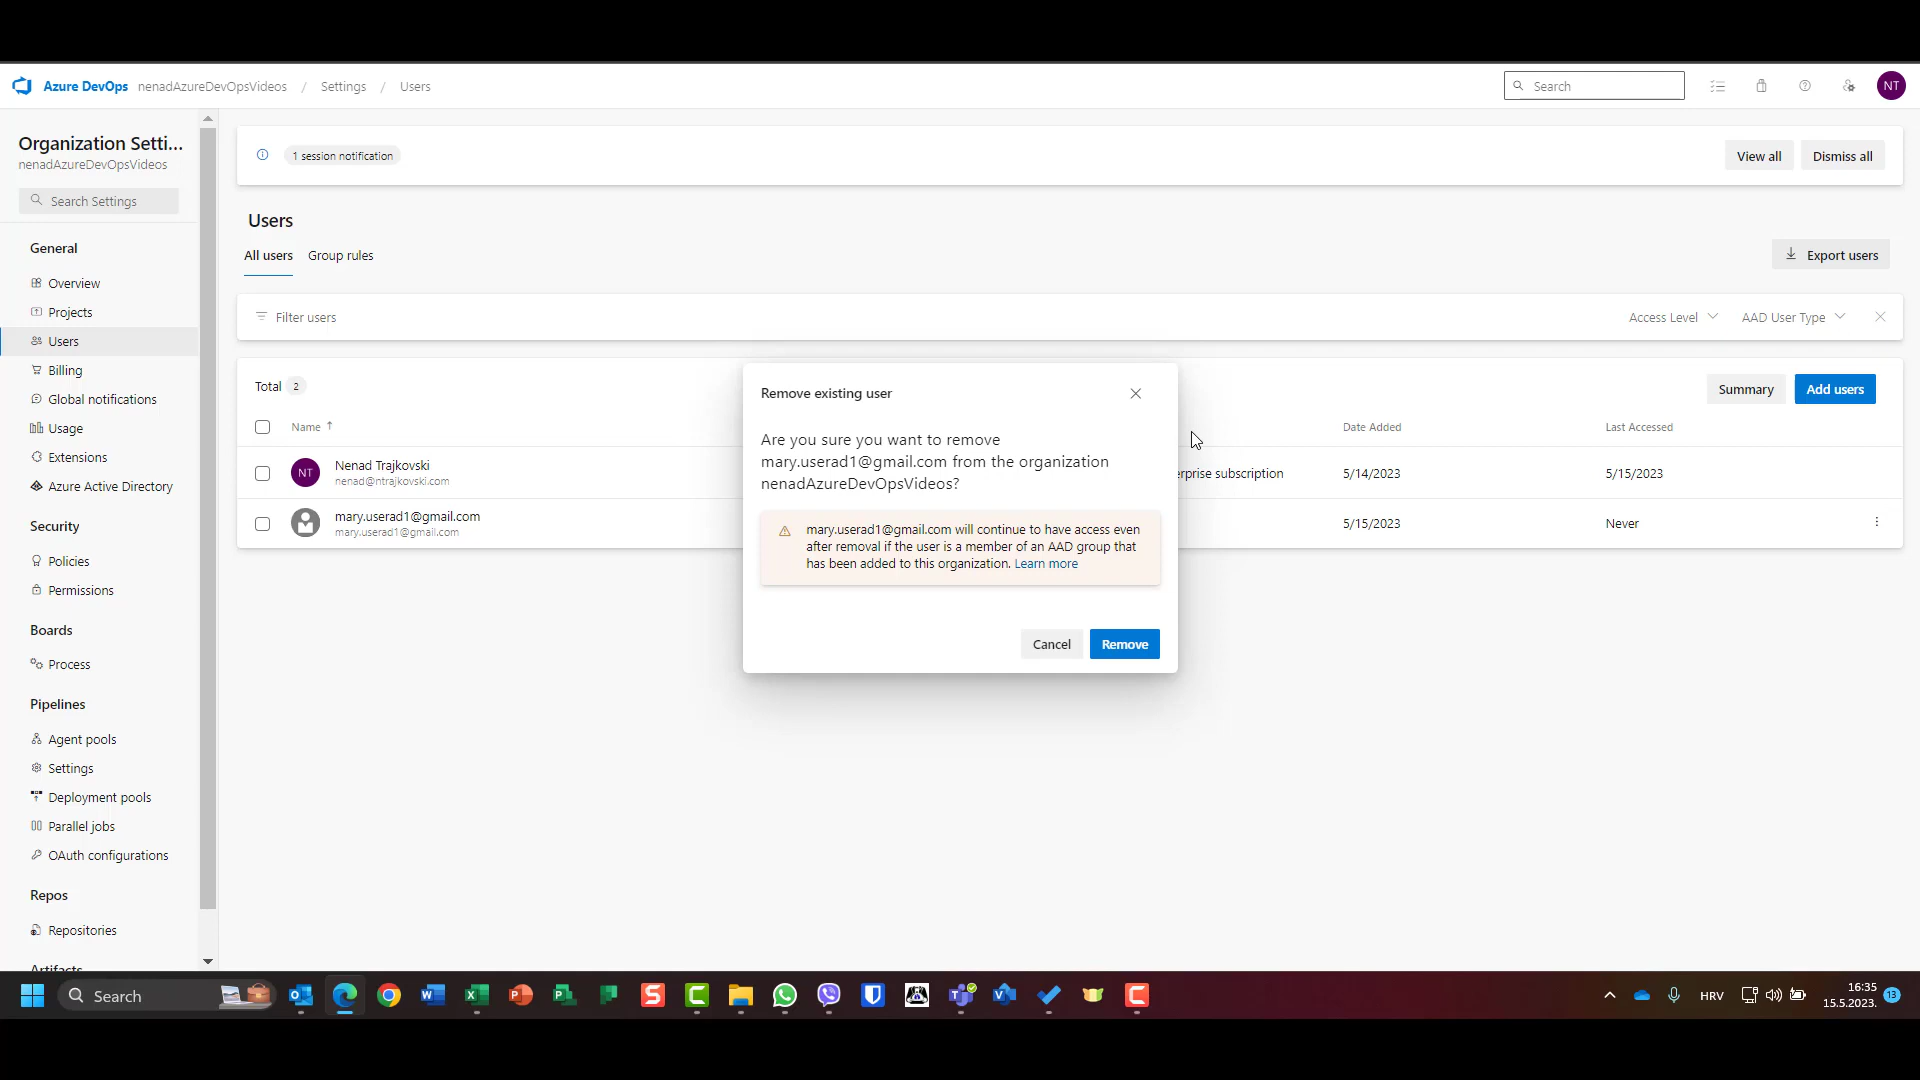 Azure DevOps nenadAzureDevOpsVideos / Settings / Users
Search
NT
Organization Setti...
nenadAzureDevOpsVideos
Search Settings
General
Overview
Projects
Users
Billing
Global notifications
Usage
Extensions
Azure Active Directory
Security
Policies
Permissions
Boards
Process
Pipelines
Agent pools
Settings
Deployment pools
Parallel jobs
OAuth configurations
Repos
Repositories
Artifacts
1 session notification
View all
Dismiss all
Users
All users
Group rules
Export users
Filter users
Access Level
AAD User Type
Total 2
Summary
Add users
Name
Date Added
Last Accessed
NT
Nenad Trajkovski
nenad@ntrajkovski.com
erprise subscription
5/14/2023
5/15/2023
mary.userad1@gmail.com
mary.userad1@gmail.com
5/15/2023
Never
Remove existing user
Are you sure you want to remove
mary.userad1@gmail.com from the organization
nenadAzureDevOpsVideos?
mary.userad1@gmail.com will continue to have access even
after removal if the user is a member of an AAD group that
has been added to this organization. Learn more
Cancel
Remove
Search
HRV
16:35
15.5.2023.
13